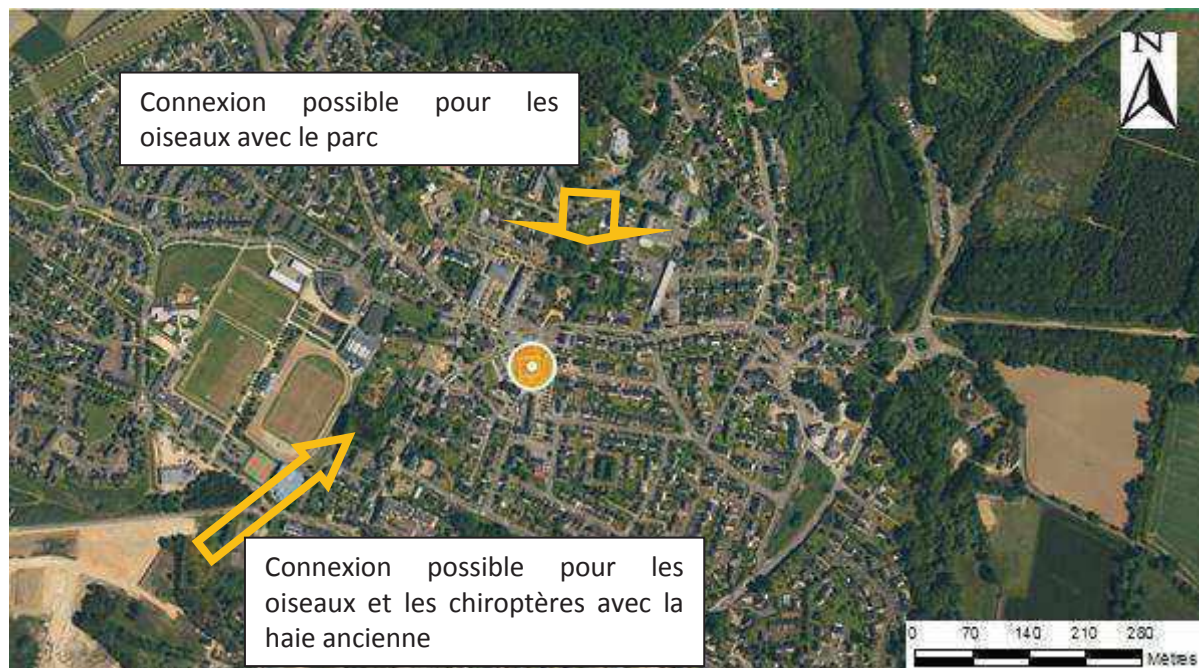 Connexion possible pour les
oiseaux avec le parc
N
Connexion possible pour les
oiseaux et les chiroptères avec la
haie ancienne
0 70 140 210 280
Mètres